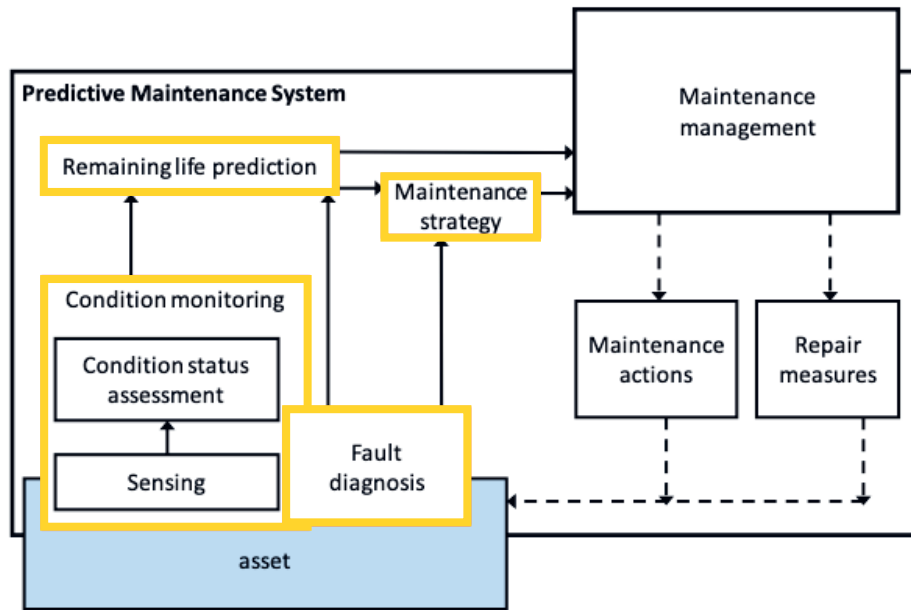 Predictive Maintenance System
Maintenance
management
Remaining life prediction
Maintenance
strategy
Condition monitoring
Condition status
assessment
Sensing
Fault
diagnosis
Maintenance
actions
Repair
measures
asset